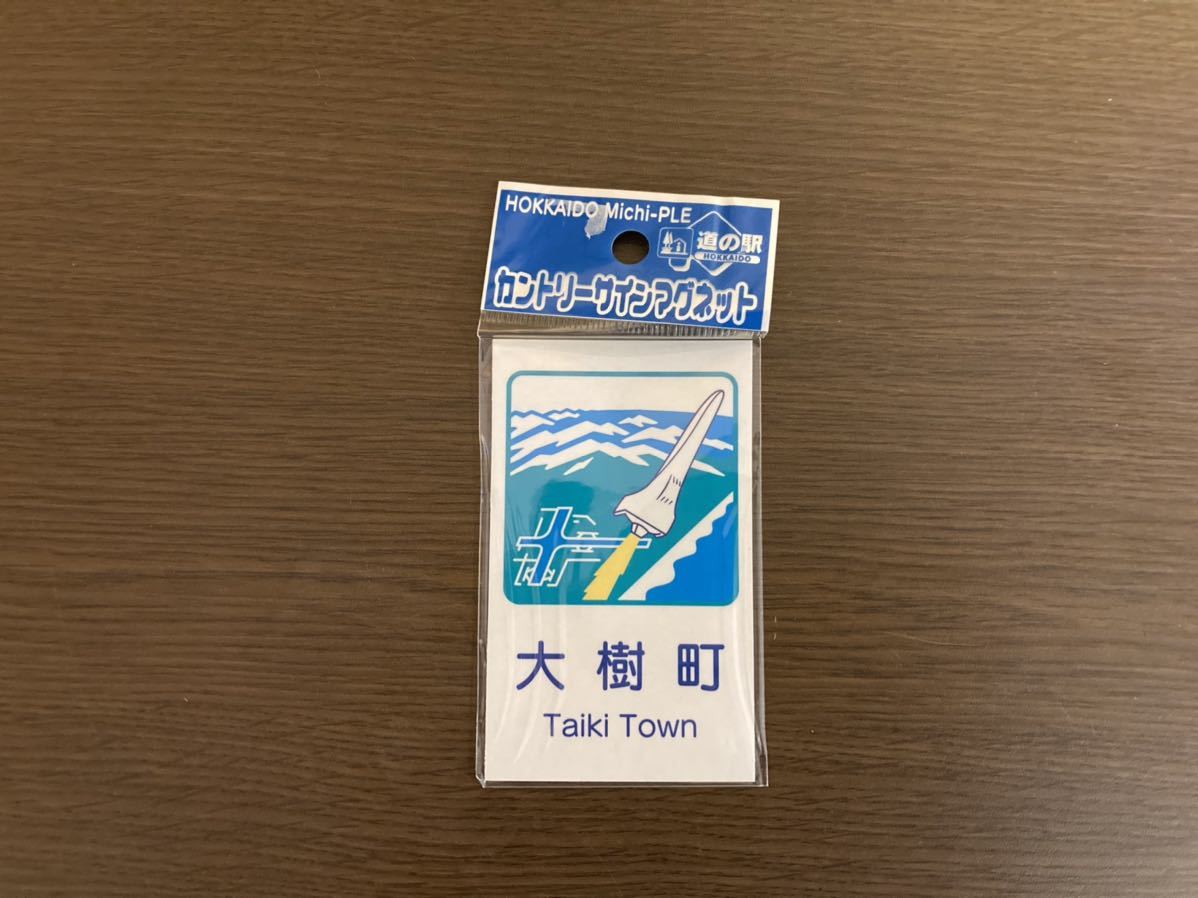 HOKKAIDO Michi-PLE
道の駅
HOKKAIDO
カントリーサインマグネット
大樹町
Taiki Town